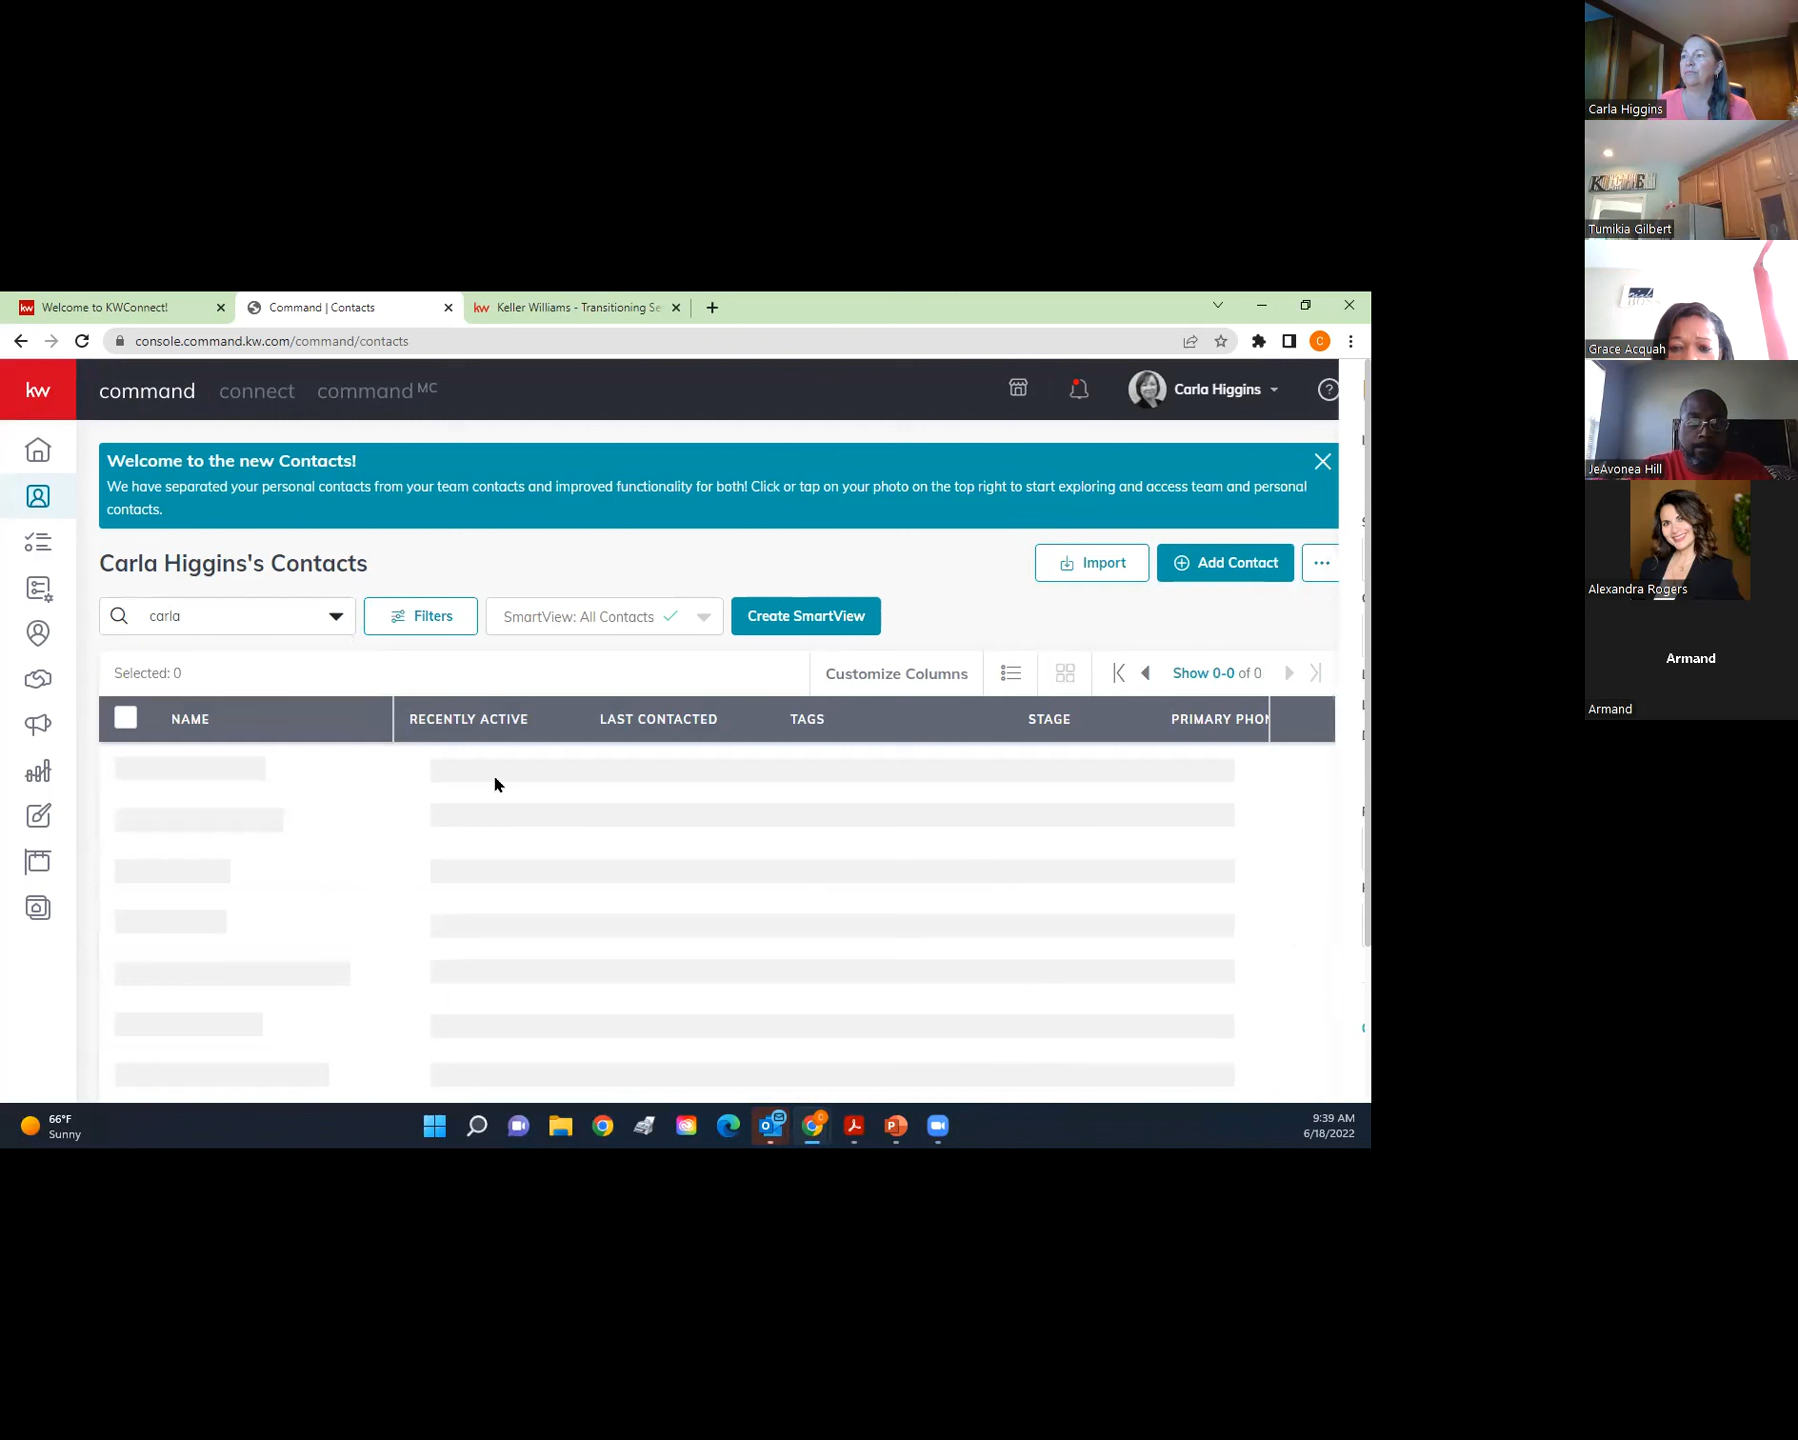 Carla Higgins
Tumikia Gilbert
Grace Acquah
JeAvonea Hill
Alexandra Rogers
Armand
Armand
kw Welcome to KWConnect!
Command | Contacts
kw Keller Williams - Transitioning Se
console.command.kw.com/command/contacts
C
kw
command connect command MC
Carla Higgins
?
Welcome to the new Contacts!
We have separated your personal contacts from your team contacts and improved functionality for both! Click or tap on your photo on the top right to start exploring and access team and personal
contacts.
Carla Higgins's Contacts
Import
Add Contact
...
carla
Filters
SmartView: All Contacts
Create SmartView
Selected: 0
Customize Columns
Show 0-0 of 0
NAME RECENTLY ACTIVE LAST CONTACTED TAGS STAGE PRIMARY PHON
66°F
Sunny
9:39 AM
6/18/2022